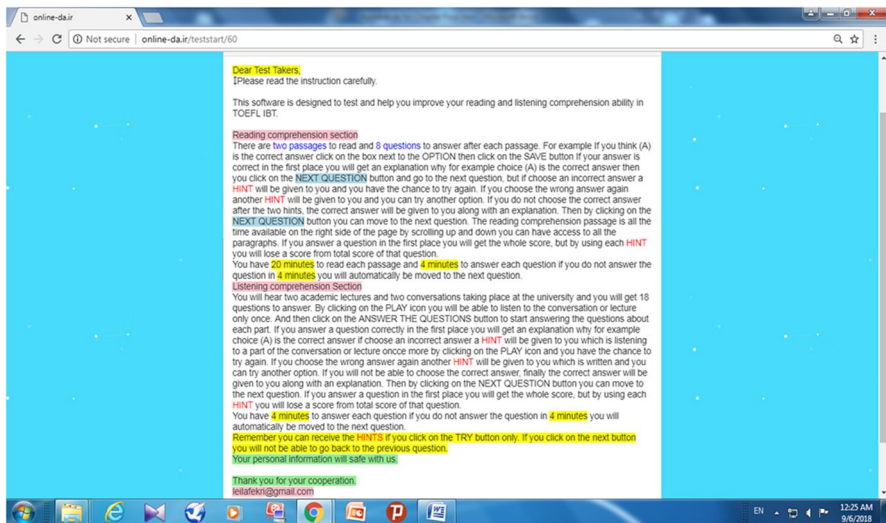 online-da.ir
Not secure | online-da.ir/teststart/60
Dear Test Takers,
Please read the instruction carefully.
This software is designed to test and help you improve your reading and listening comprehension ability in
TOEFL IBT.
Reading comprehension section
There are two passages to read and 8 questions to answer after each passage. For example If you think (A)
is the correct answer click on the box next to the OPTION then click on the SAVE button If your answer is
correct in the first place you will get an explanation why for example choice (A) is the correct answer then
you click on the NEXT QUESTION button and go to the next question, but if choose an incorrect answer a
HINT will be given to you and you have the chance to try again. If you choose the wrong answer again
another HINT will be given to you and you can try another option. If you do not choose the correct answer
after the two hints, the correct answer will be given to you along with an explanation. Then by clicking on the
NEXT QUESTION button you can move to the next question. The reading comprehension passage is all the
time available on the right side of the page by scrolling up and down you can have access to all the
paragraphs. If you answer a question in the first place you will get the whole score, but by using each HINT
you will lose a score from total score of that question.
You have 20 minutes to read each passage and 4 minutes to answer each question if you do not answer the
question in 4 minutes you will automatically be moved to the next question.
Listening comprehension Section
You will hear two academic lectures and two conversations taking place at the university and you will get 18
questions to answer. By clicking on the PLAY icon you will be able to listen to the conversation or lecture
only once. And then click on the ANSWER THE QUESTIONS button to start answering the questions about
each part. If you answer a question correctly in the first place you will get an explanation why for example
choice (A) is the correct answer if choose an incorrect answer a HINT will be given to you which is listening
to a part of the conversation or lecture oncce more by clicking on the PLAY icon and you have the chance to
try again. If you choose the wrong answer again another HINT will be given to you which is written and you
can try another option. If you will not be able to choose the correct answer, finally the correct answer will be
given to you along with an explanation. Then by clicking on the NEXT QUESTION button you can move to
the next question. If you answer a question in the first place you will get the whole score, but by using each
HINT you will lose a score from total score of that question.
You have 4 minutes to answer each question if you do not answer the question in 4 minutes you will
automatically be moved to the next question.
Remember you can receive the HINTS if you click on the TRY button only. If you click on the next button
you will not be able to go back to the previous question.
Your personal information will safe with us.
Thank you for your cooperation.
leilafekri@gmail.com
EN
12:25 AM
9/6/2018